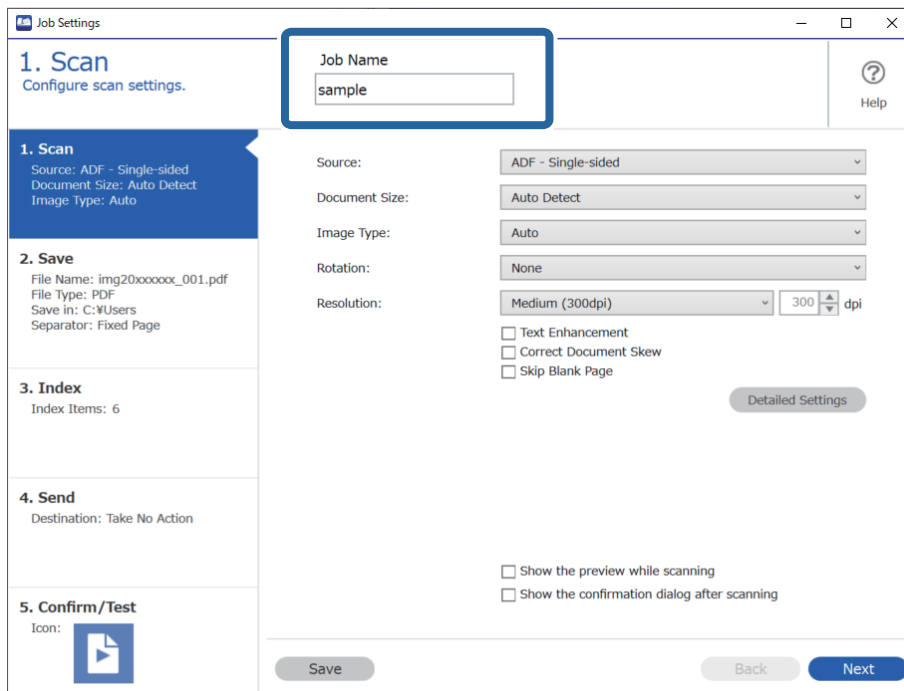 Job Settings
1. Scan
Configure scan settings.
Job Name
sample
Help
1. Scan
Source: ADF - Single-sided
Document Size: Auto Detect
Image Type: Auto
2. Save
File Name: img20xxxxxx_001.pdf
File Type: PDF
Save in: C:¥Users
Separator: Fixed Page
3. Index
Index Items: 6
4. Send
Destination: Take No Action
5. Confirm/Test
Icon:
Source: ADF - Single-sided
Document Size: Auto Detect
Image Type: Auto
Rotation: None
Resolution: Medium (300dpi) 300 dpi
Text Enhancement
Correct Document Skew
Skip Blank Page
Detailed Settings
Show the preview while scanning
Show the confirmation dialog after scanning
Save Back Next